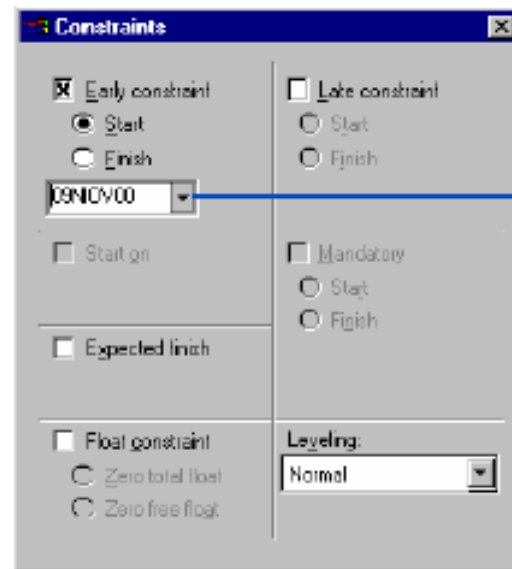 Constraints
Early constraint
Start
Finish
09NOV00
Late constraint
Start
Finish
Start on
Mandatory
Start
Finish
Expected finish
Float constraint
Zero total float
Zero free float
Leveling:
Normal